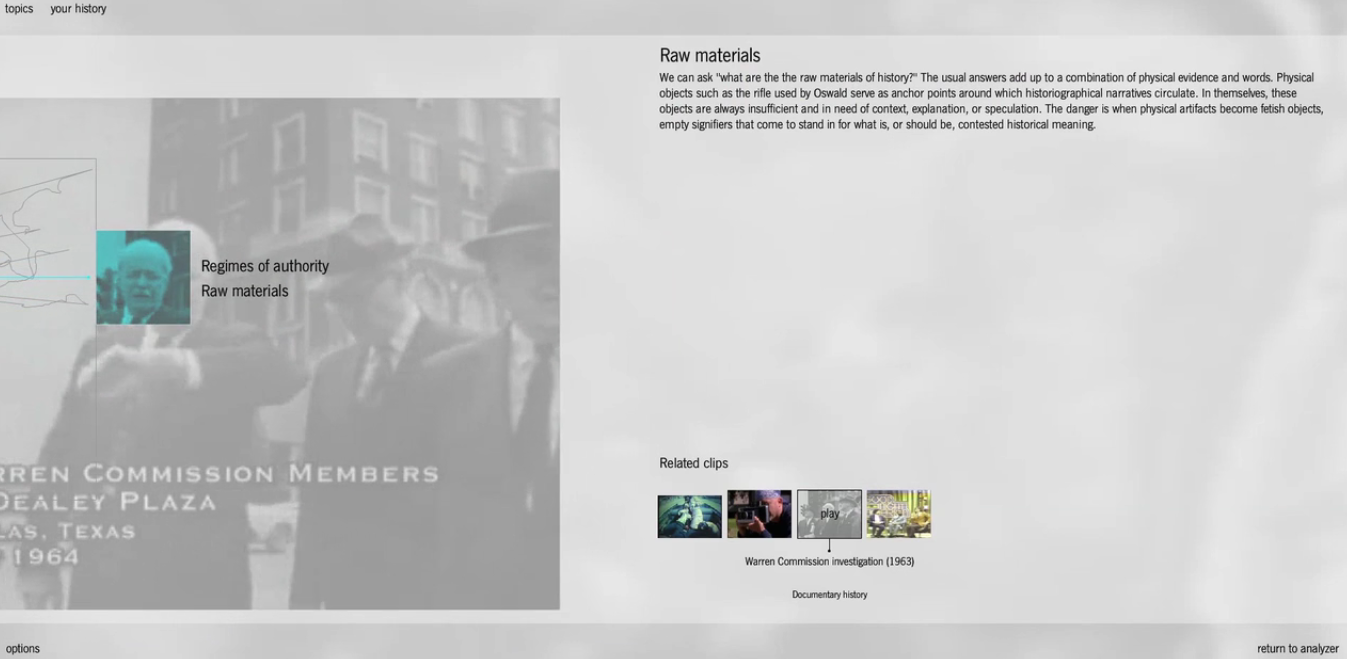 topics your history
Raw materials
We can ask "what are the the raw materials of history?" The usual answers add up to a combination of physical evidence and words. Physical
objects such as the rifle used by Oswald serve as anchor points around which historiographical narratives circulate. In themselves, these
objects are always insufficient and in need of context, explanation, or speculation. The danger is when physical artifacts become fetish objects,
empty signifiers that come to stand in for what is, or should be, contested historical meaning.
Regimes of authority
Raw materials
RREN COMMISSION MEMBERS
DEALEY PLAZA
LAS, TEXAS
1964
Related clips
play
Warren Commission investigation (1963)
Documentary history
options
return to analyzer